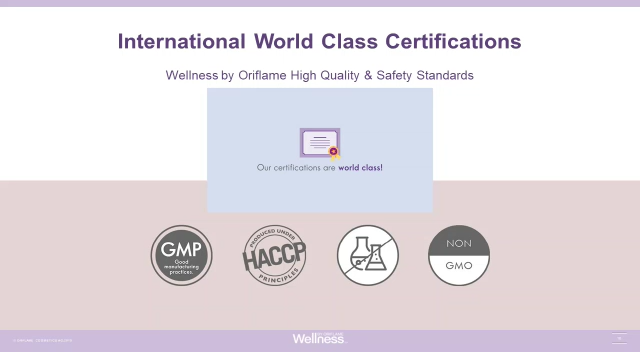 International World Class Certifications
Wellness by Oriflame High Quality & Safety Standards
Our certifications are world class!
GMP
Good
manufacturing
practices.
PRODUCED UNDER
HACCP
PRINCIPLES
NON
GMO
Wellness